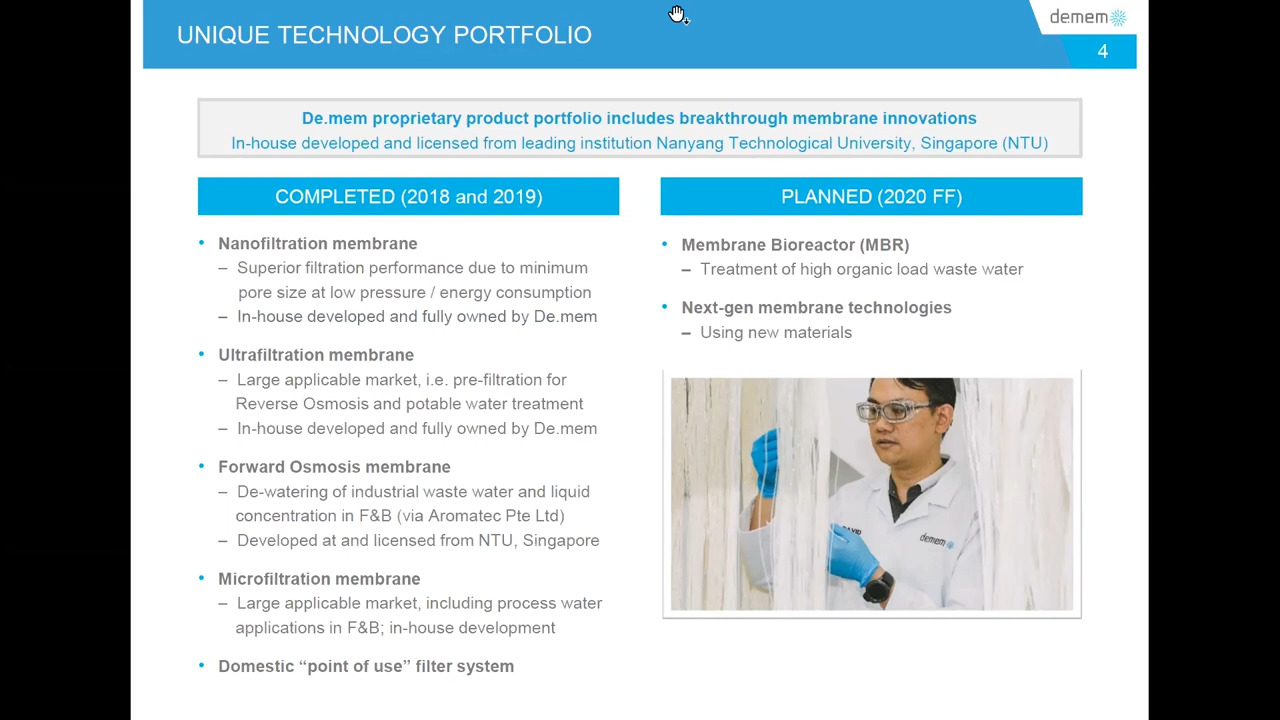 UNIQUE TECHNOLOGY PORTFOLIO
demem
4
De.mem proprietary product portfolio includes breakthrough membrane innovations
In-house developed and licensed from leading institution Nanyang Technological University, Singapore (NTU)
COMPLETED (2018 and 2019)
• Nanofiltration membrane
– Superior filtration performance due to minimum
pore size at low pressure / energy consumption
– In-house developed and fully owned by De.mem
• Ultrafiltration membrane
– Large applicable market, i.e. pre-filtration for
Reverse Osmosis and potable water treatment
– In-house developed and fully owned by De.mem
• Forward Osmosis membrane
– De-watering of industrial waste water and liquid
concentration in F&B (via Aromatec Pte Ltd)
– Developed at and licensed from NTU, Singapore
• Microfiltration membrane
– Large applicable market, including process water
applications in F&B; in-house development
• Domestic “point of use” filter system
PLANNED (2020 FF)
• Membrane Bioreactor (MBR)
– Treatment of high organic load waste water
• Next-gen membrane technologies
– Using new materials
demem